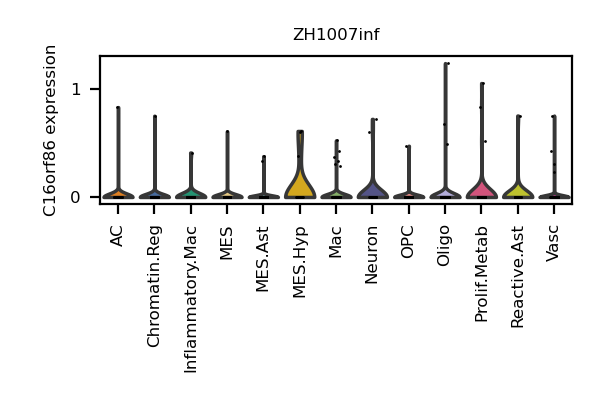 ZH1007inf
C16orf86 expression
1
0
AC
Chromatin.Reg
Inflammatory.Mac
MES
MES.Ast
MES.Hyp
Mac
Neuron
OPC
Oligo
Prolif.Metab
Reactive.Ast
Vasc